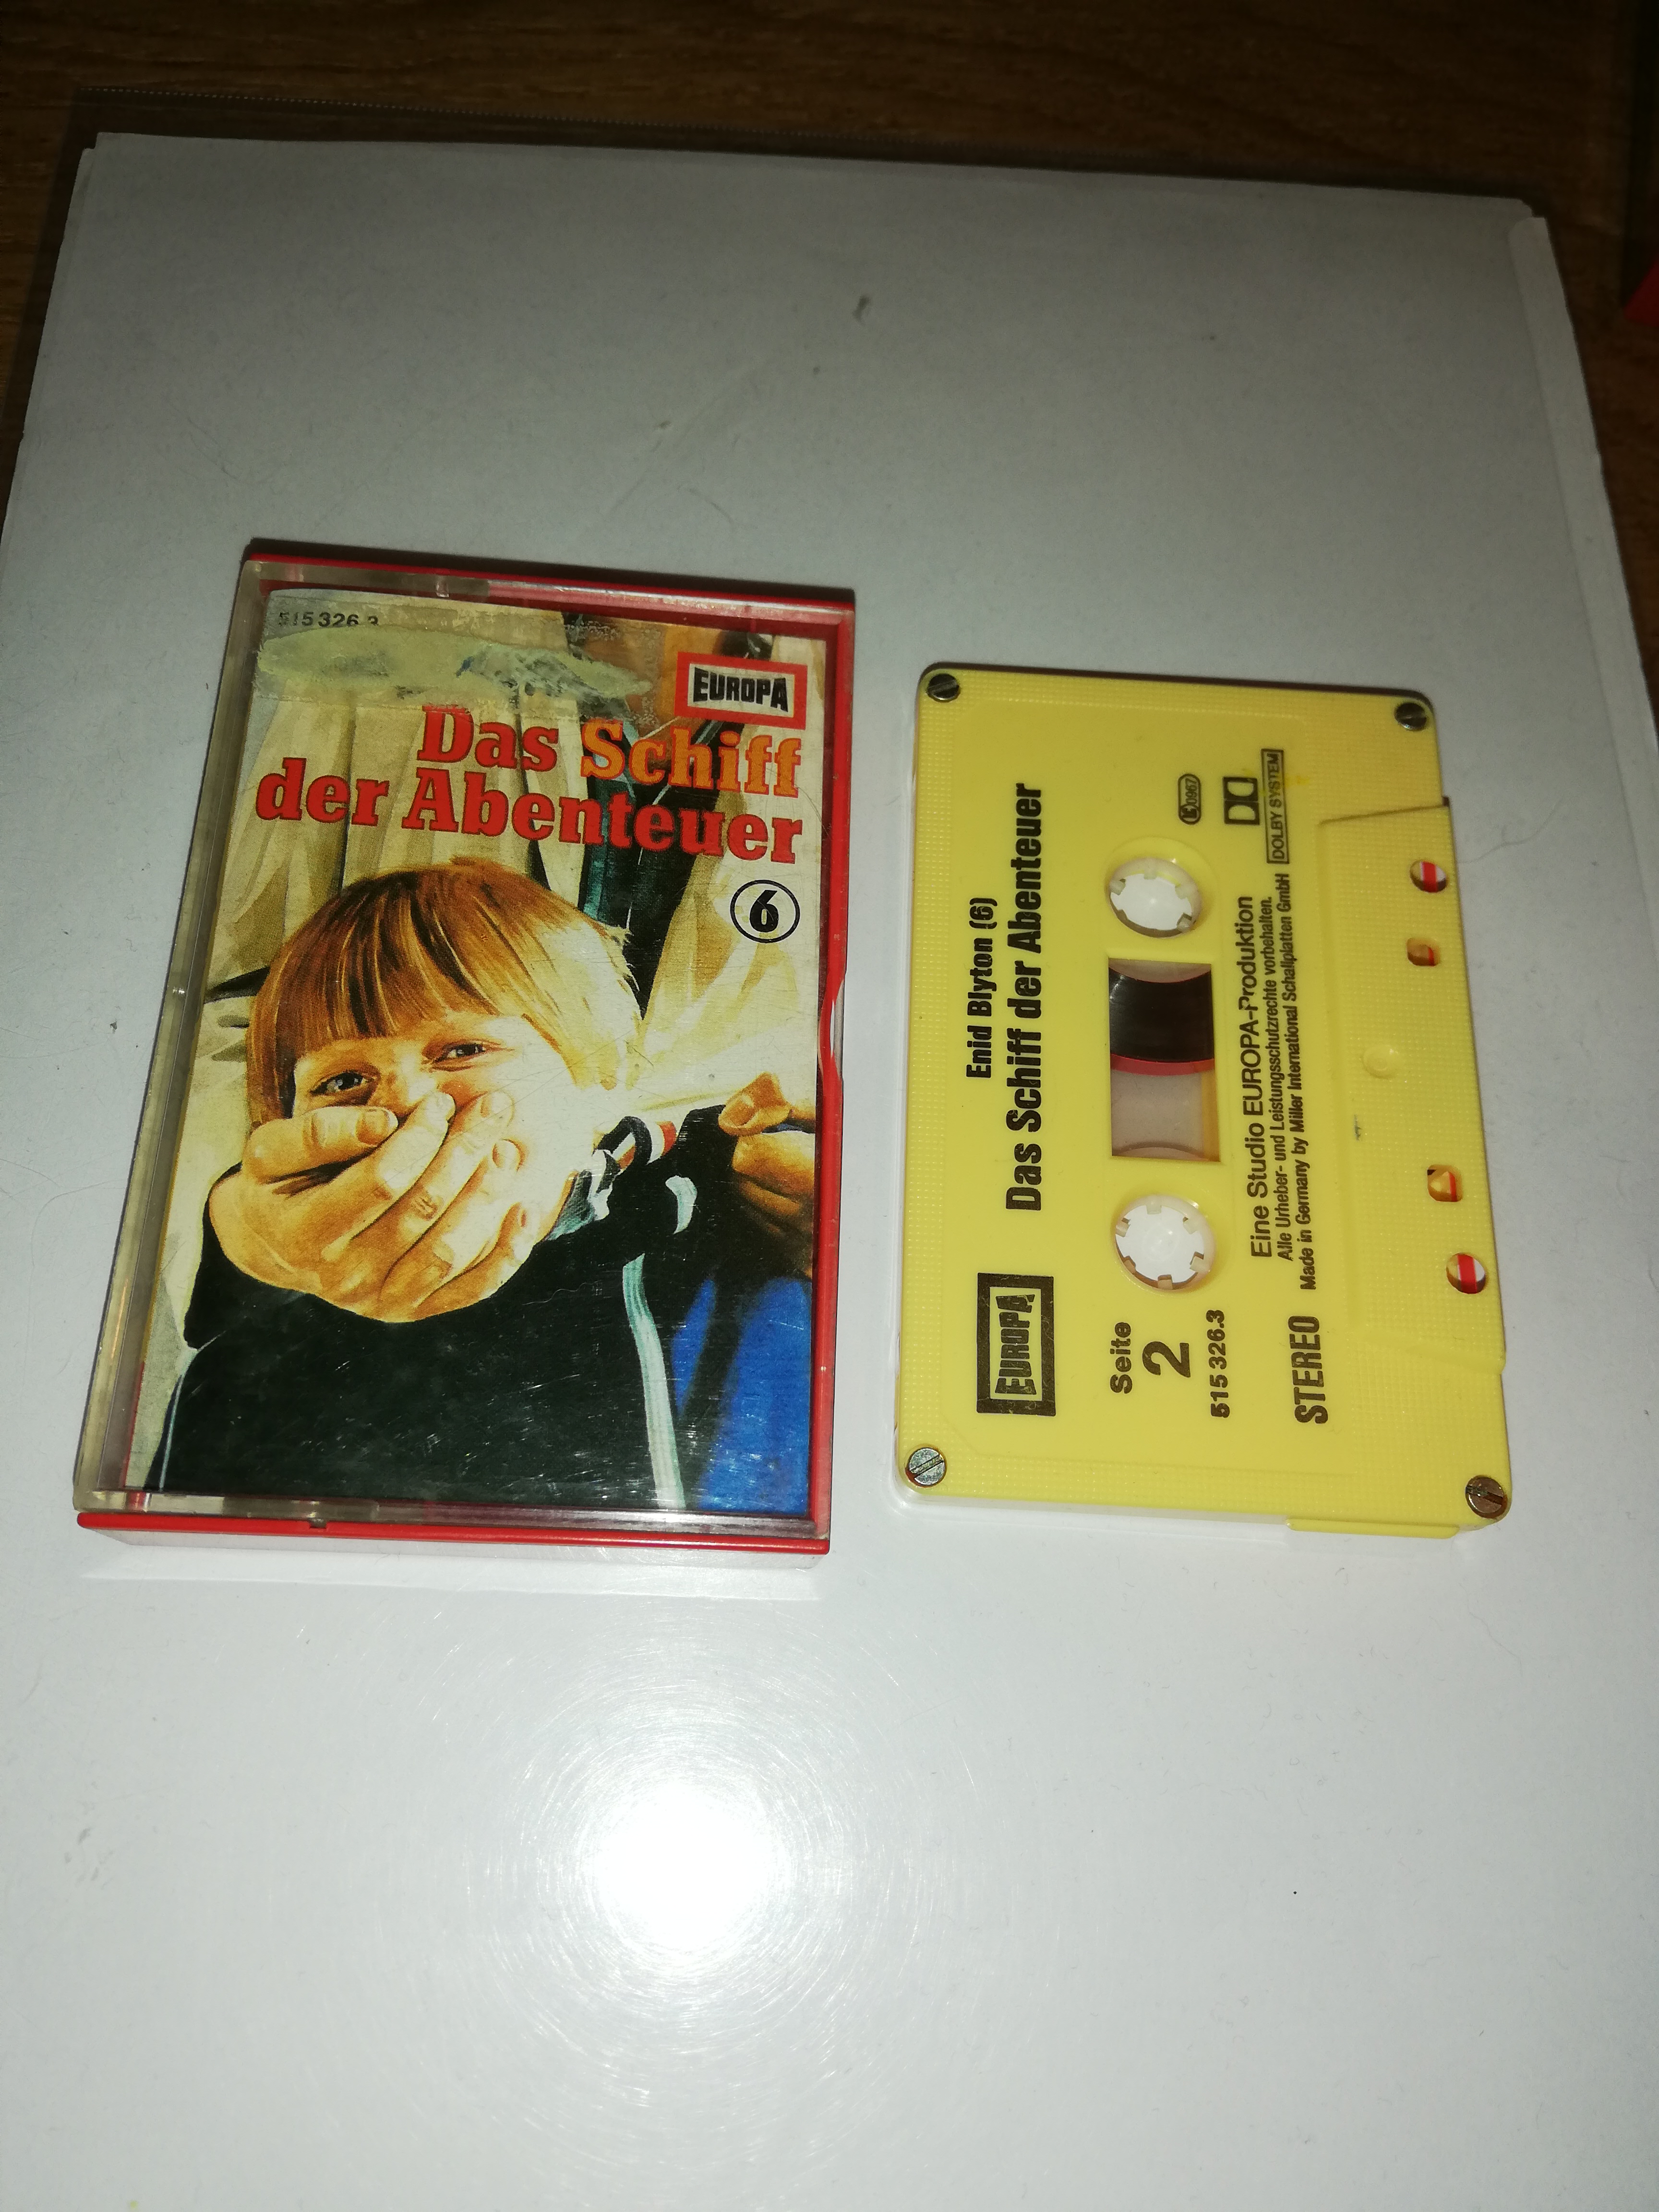 515 326.3
EUROPA
Das Schiff
der Abenteuer
6
Enid Blyton (6)
Das Schiff der Abenteuer
EUROPA
Seite
2
515 326.3
0967
DOLBY SYSTEM
Eine Studio EUROPA-Produktion
Alle Urheber- und Leistungsschutzrechte vorbehalten.
Made in Germany by Miller International Schallplatten GmbH
STEREO